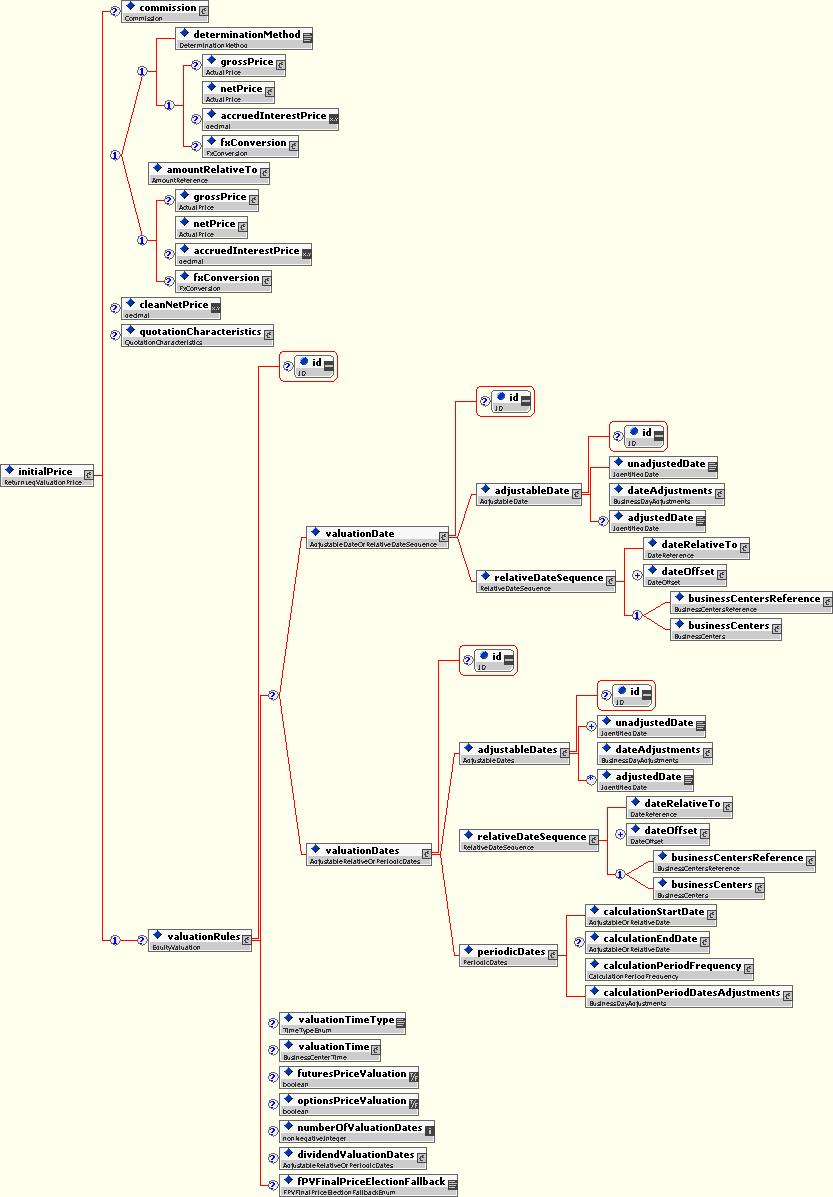 commission
Commission
determinationMethod
DeterminationMethod
grossPrice
ActualPrice
netPrice
ActualPrice
accruedInterestPrice
decimal
fxConversion
FxConversion
amountRelativeTo
AmountReference
grossPrice
ActualPrice
netPrice
ActualPrice
accruedInterestPrice
decimal
fxConversion
FxConversion
cleanNetPrice
decimal
quotationCharacteristics
QuotationCharacteristics
id
ID
id
ID
id
ID
initialPrice
ReturnLegValuationPrice
unadjustedDate
IdentifiedDate
adjustableDate
AdjustableDate
dateAdjustments
BusinessDayAdjustments
adjustedDate
IdentifiedDate
valuationDate
AdjustableDateOrRelativeDateSequence
dateRelativeTo
DateReference
relativeDateSequence
RelativeDateSequence
dateOffset
DateOffset
businessCentersReference
BusinessCentersReference
businessCenters
BusinessCenters
id
ID
id
ID
unadjustedDate
IdentifiedDate
adjustableDates
AdjustableDates
dateAdjustments
BusinessDayAdjustments
adjustedDate
IdentifiedDate
dateRelativeTo
DateReference
relativeDateSequence
RelativeDateSequence
dateOffset
DateOffset
valuationDates
AdjustableRelativeOrPeriodicDates
businessCentersReference
BusinessCentersReference
businessCenters
BusinessCenters
calculationStartDate
AdjustableOrRelativeDate
valuationRules
EquityValuation
calculationEndDate
AdjustableOrRelativeDate
periodicDates
PeriodicDates
calculationPeriodFrequency
CalculationPeriodFrequency
calculationPeriodDatesAdjustments
BusinessDayAdjustments
valuationTimeType
TimeTypeEnum
valuationTime
BusinessCenterTime
futuresPriceValuation
boolean
optionsPriceValuation
boolean
numberOfValuationDates
nonNegativeInteger
dividendValuationDates
AdjustableRelativeOrPeriodicDates
fPVFinalPriceElectionFallback
FPVFinalPriceElectionFallbackEnum